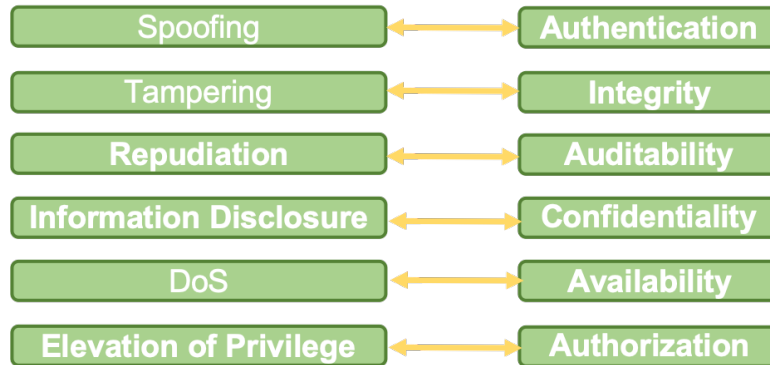 Spoofing Authentication
Tampering Integrity
Repudiation Auditability
Information Disclosure Confidentiality
DoS Availability
Elevation of Privilege Authorization